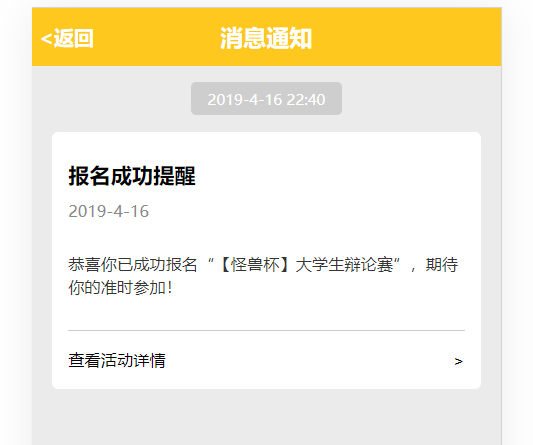 <返回
消息通知
2019-4-16 22:40
报名成功提醒
2019-4-16
恭喜你已成功报名“【怪兽杯】大学生辩论赛”，期待
你的准时参加！
查看活动详情 >